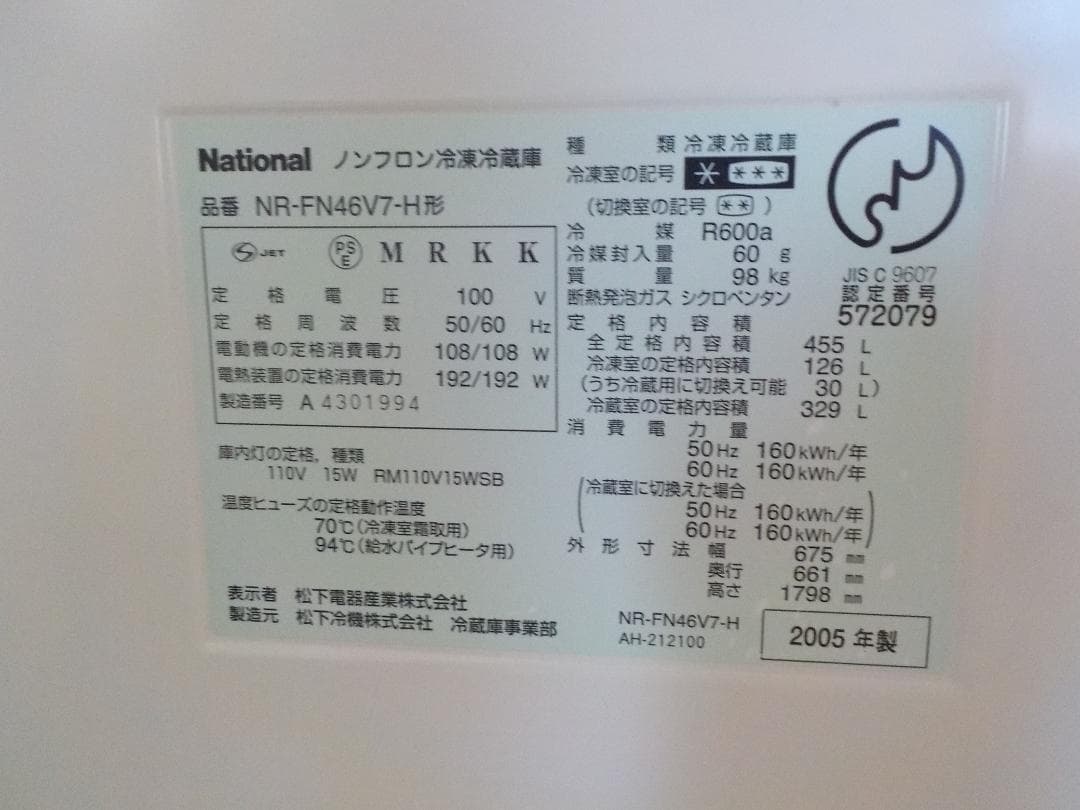 National ノンフロン冷凍冷蔵庫
品番 NR-FN46V7-H形
S JET PSE M R K K
定格電圧 100 V
定格周波数 50/60 Hz
電動機の定格消費電力 108/108 W
電熱装置の定格消費電力 192/192 W
製造番号 A 4301994
庫内灯の定格，種類
110V 15W RM110V15WSB
温度ヒューズの定格動作温度
70℃(冷凍室霜取用)
94℃(給水パイプヒータ用)
表示者 松下電器産業株式会社
製造元 松下冷機株式会社 冷蔵庫事業部
種類 冷凍冷蔵庫
冷凍室の記号 * ***
(切換室の記号 ** )
冷媒 R600a
冷媒封入量 60 g
質量 98 kg
断熱発泡ガス シクロペンタン
定格内容積
全定格内容積 455 L
冷凍室の定格内容積 126 L
(うち冷蔵用に切換え可能 30 L)
冷蔵室の定格内容積 329 L
消費電力量
50Hz 160kWh/年
60Hz 160kWh/年
(冷蔵室に切換えた場合
50Hz 160kWh/年
60Hz 160kWh/年)
外形寸法幅 675 mm
奥行 661 mm
高さ 1798 mm
JIS C 9607
認定番号
572079
NR-FN46V7-H
AH-212100
2005年製